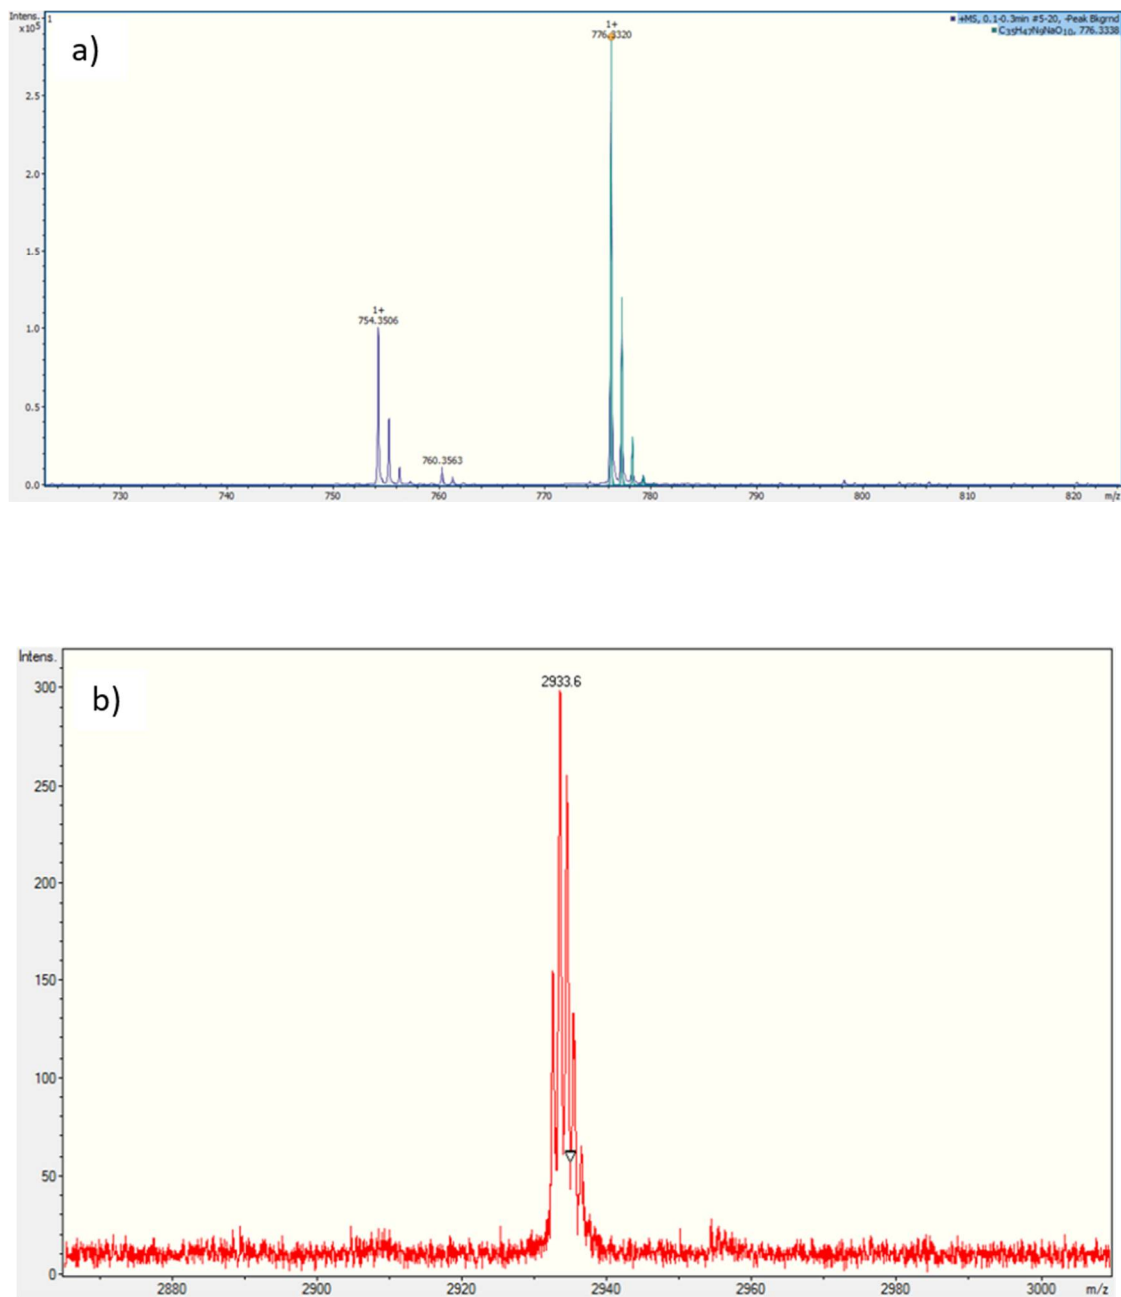 Intens.
x10⁵
1
a)
+MS, 0.1-0.3min #5-20, -Peak Bkgrnd
C₃₅H₄₇N₉NaO₁₀, 776.3338
1+
776.3320
2.5
2.0
1.5
1.0
0.5
0.0
1+
754.3506
760.3563
730 740 750 760 770 780 790 800 810 820 m/z
Intens.
b)
2933.6
300
250
200
150
100
50
0
2880 2900 2920 2940 2960 2980 3000 m/z